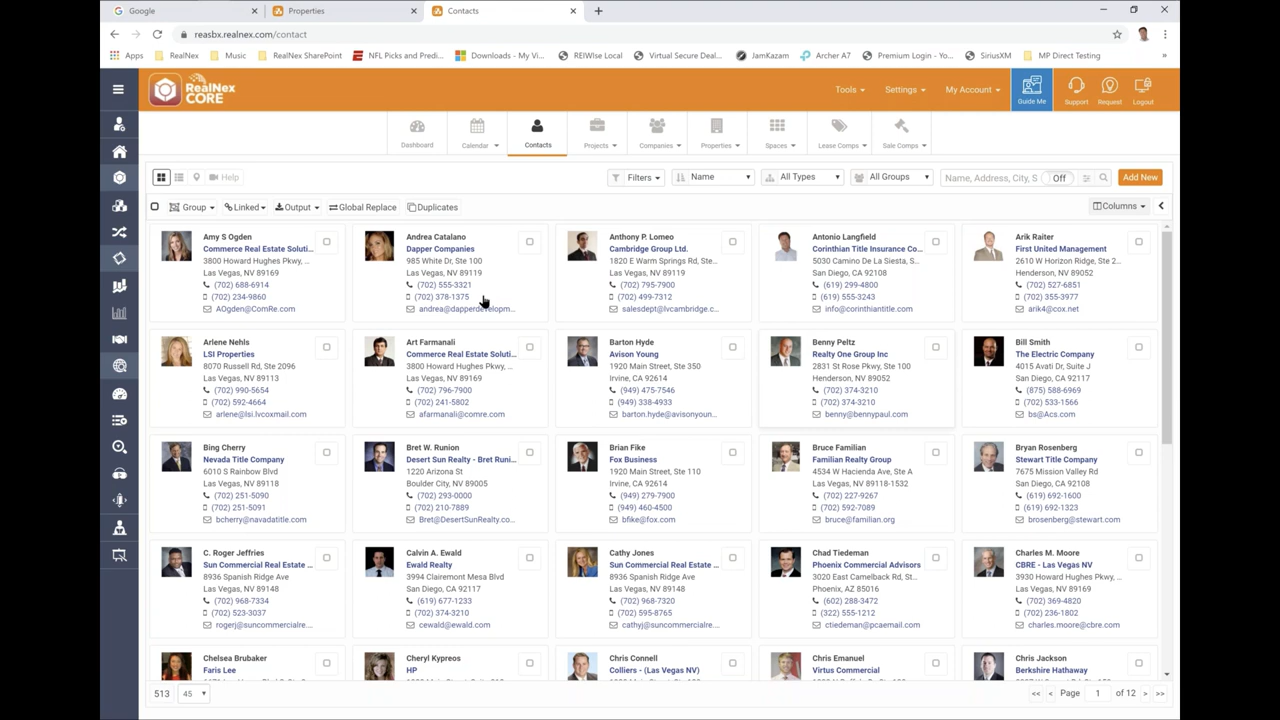 Google
Properties
Contacts
reasbx.realnex.com/contact
Apps
RealNex
Music
RealNex SharePoint
NFL Picks and Predi...
Downloads - My Vi...
REIWise Local
Virtual Secure Deal...
JamKazam
Archer A7
Premium Login - Yo...
SiriusXM
MP Direct Testing
RealNex
CORE
Tools
Settings
My Account
Guide Me
Support
Request
Logout
Dashboard
Calendar
Contacts
Projects
Companies
Properties
Spaces
Lease Comps
Sale Comps
Help
Filters
Name
All Types
All Groups
Name, Address, City, S
Off
Add New
Group
Linked
Output
Global Replace
Duplicates
Columns
Amy S Ogden
Commerce Real Estate Soluti...
3800 Howard Hughes Pkwy, ...
Las Vegas, NV 89169
(702) 688-6914
(702) 234-9860
AOgden@ComRe.com
Andrea Catalano
Dapper Companies
985 White Dr, Ste 100
Las Vegas, NV 89119
(702) 555-3321
(702) 378-1375
andrea@dapperdevelopm...
Anthony P. Lomeo
Cambridge Group Ltd.
1820 E Warm Springs Rd, Ste...
Las Vegas, NV 89119
(702) 795-7900
(702) 499-7312
salesdept@lvcambridge.c...
Antonio Langfield
Corinthian Title Insurance Co...
5030 Camino De La Siesta, S...
San Diego, CA 92108
(619) 299-4800
(619) 555-3243
info@corinthiantitle.com
Arik Raiter
First United Management
2610 W Horizon Ridge, Ste 2...
Henderson, NV 89052
(702) 527-6851
(702) 355-3977
arik4@cox.net
Arlene Nehls
LSI Properties
8070 Russell Rd, Ste 2096
Las Vegas, NV 89113
(702) 990-5654
(702) 592-4664
arlene@lsi.lvcoxmail.com
Art Farmanali
Commerce Real Estate Soluti...
3800 Howard Hughes Pkwy, ...
Las Vegas, NV 89169
(702) 796-7900
(702) 241-5802
afarmanali@comre.com
Barton Hyde
Avison Young
1920 Main Street, Ste 350
Irvine, CA 92614
(949) 475-7546
(949) 338-4933
barton.hyde@avisonyoun...
Benny Peltz
Realty One Group Inc
2831 St Rose Pkwy, Ste 100
Henderson, NV 89052
(702) 374-3210
(702) 374-3210
benny@bennypaul.com
Bill Smith
The Electric Company
4015 Avati Dr, Suite J
San Diego, CA 92117
(875) 588-6969
(702) 533-1566
bs@Acs.com
Bing Cherry
Nevada Title Company
6010 S Rainbow Blvd
Las Vegas, NV 89118
(702) 251-5090
(702) 251-5091
bcherry@navadatitle.com
Bret W. Runion
Desert Sun Realty - Bret Runi...
1220 Arizona St
Boulder City, NV 89005
(702) 293-0000
(702) 210-7889
Bret@DesertSunRealty.co...
Brian Fike
Fox Business
1920 Main Street, Ste 110
Irvine, CA 92614
(949) 279-7900
(949) 460-4500
bfike@fox.com
Bruce Familian
Familian Realty Group
4534 W Hacienda Ave, Ste A
Las Vegas, NV 89118-1532
(702) 227-9267
(702) 592-7089
bruce@familian.org
Bryan Rosenberg
Stewart Title Company
7675 Mission Valley Rd
San Diego, CA 92108
(619) 692-1600
(619) 692-1323
brosenberg@stewart.com
C. Roger Jeffries
Sun Commercial Real Estate ...
8936 Spanish Ridge Ave
Las Vegas, NV 89148
(702) 968-7334
(702) 523-3037
rogerj@suncommercialre....
Calvin A. Ewald
Ewald Realty
3994 Clairemont Mesa Blvd
San Diego, CA 92117
(619) 677-1233
(702) 374-3210
cewald@ewald.com
Cathy Jones
Sun Commercial Real Estate ...
8936 Spanish Ridge Ave
Las Vegas, NV 89148
(702) 968-7320
(702) 595-8765
cathyj@suncommercialre....
Chad Tiedeman
Phoenix Commercial Advisors
3020 East Camelback Rd, St...
Phoenix, AZ 85016
(602) 288-3472
(322) 555-1212
ctiedeman@pcaemail.com
Charles M. Moore
CBRE - Las Vegas NV
3930 Howard Hughes Pkwy, ...
Las Vegas, NV 89169
(702) 369-4820
(702) 236-1802
charles.moore@cbre.com
Chelsea Brubaker
Faris Lee
Cheryl Kypreos
HP
Chris Connell
Colliers - (Las Vegas NV)
Chris Emanuel
Virtus Commercial
Chris Jackson
Berkshire Hathaway
513
45
<< < Page 1 of 12 > >>